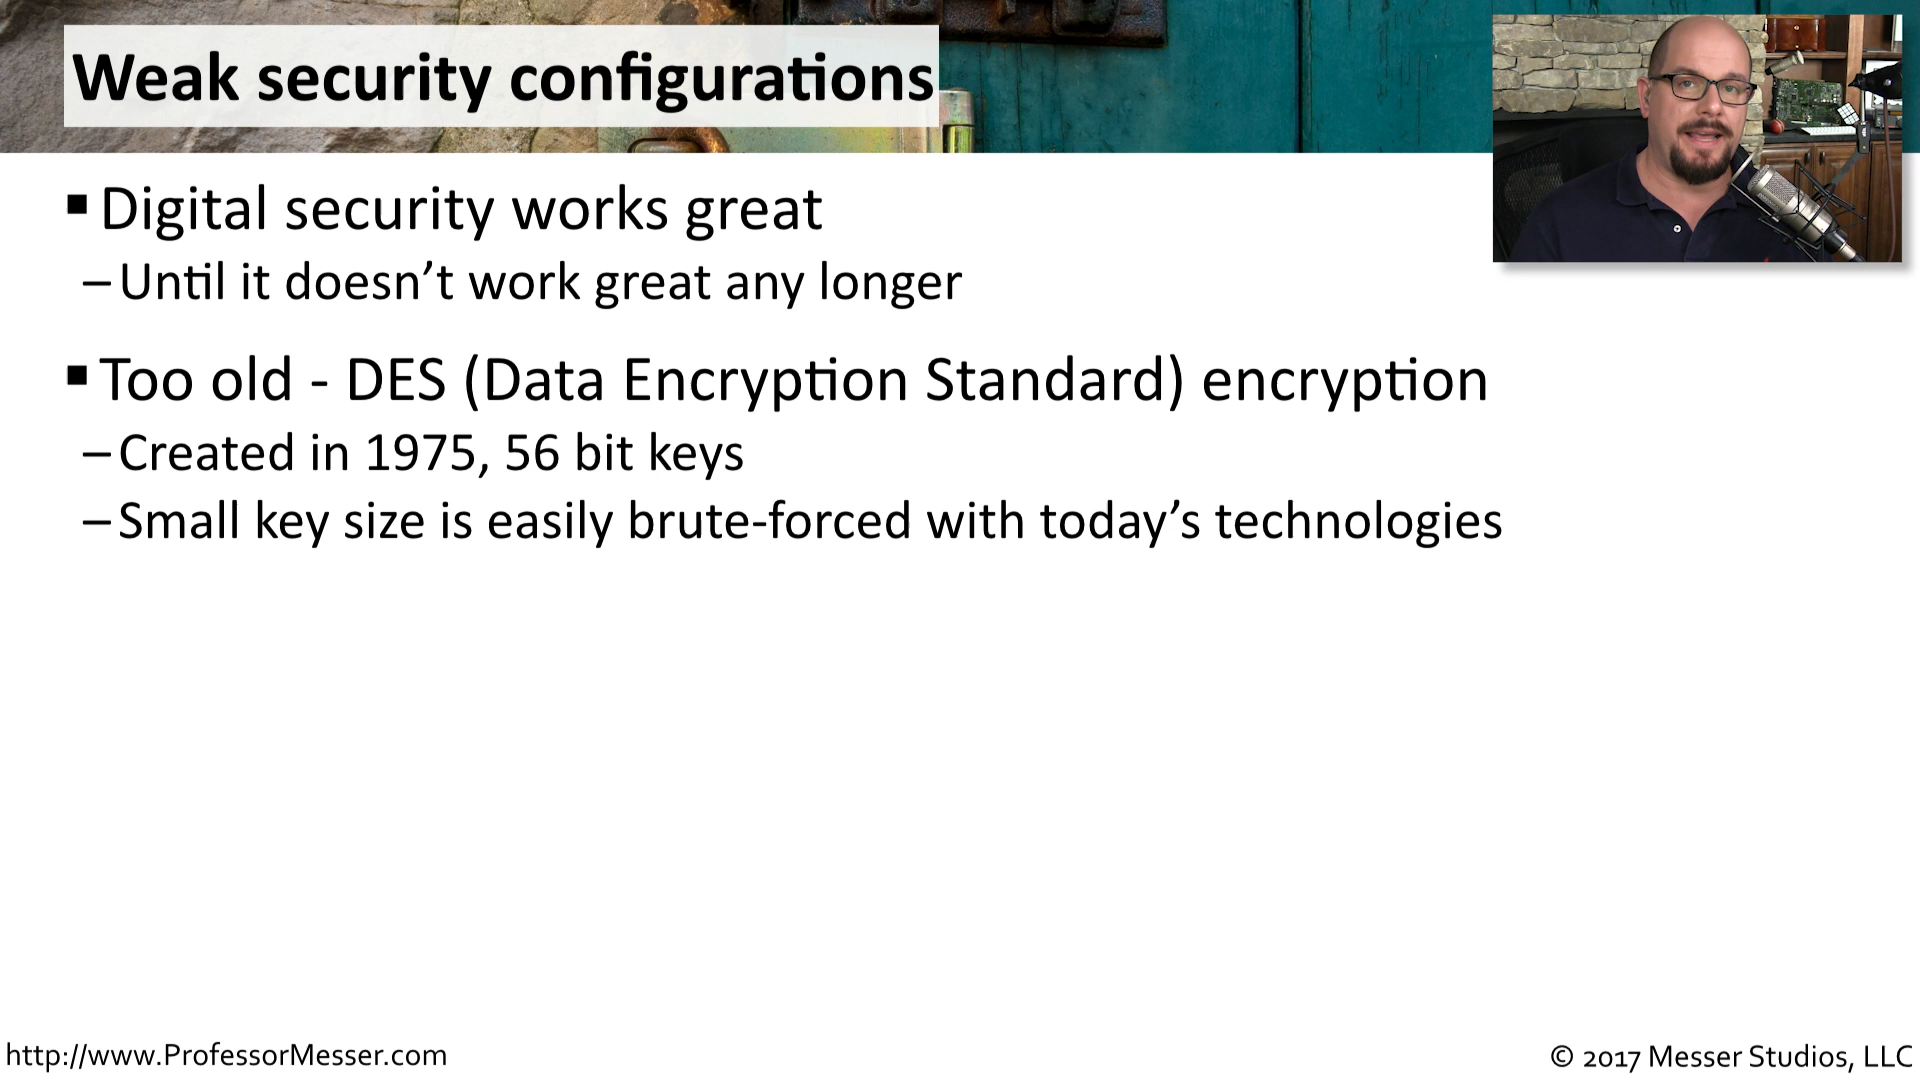 Weak security configurations
▪ Digital security works great
– Until it doesn’t work great any longer
▪ Too old - DES (Data Encryption Standard) encryption
– Created in 1975, 56 bit keys
– Small key size is easily brute-forced with today’s technologies
http://www.ProfessorMesser.com
© 2017 Messer Studios, LLC